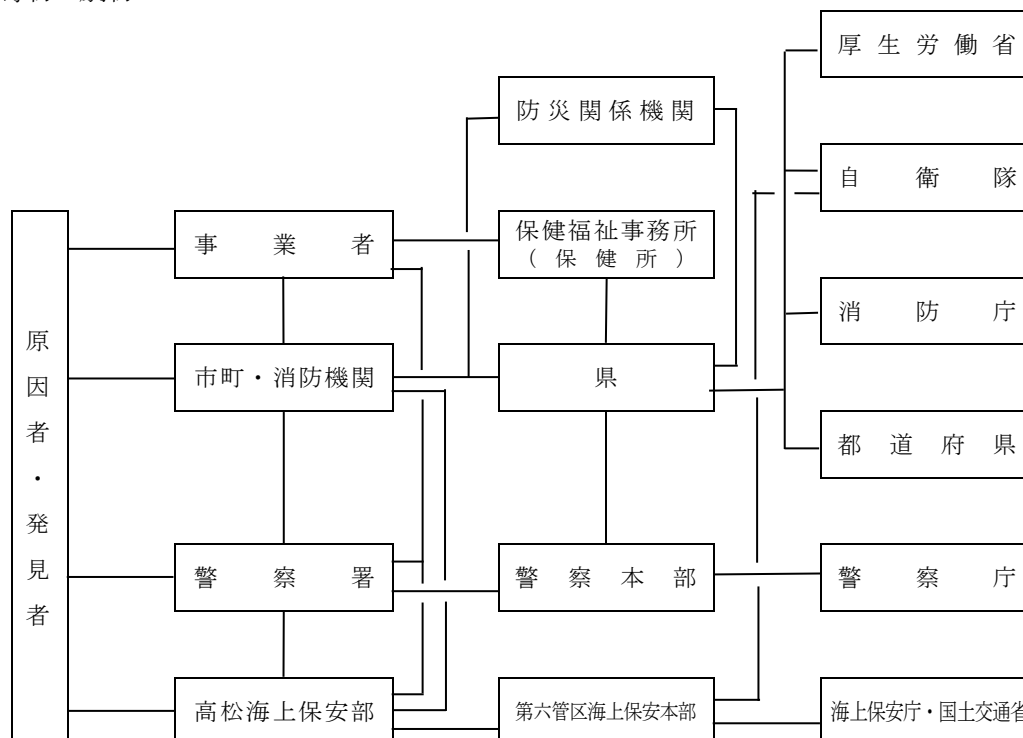 厚生労働省
防災関係機関
自衛隊
事業者
保健福祉事務所
(保健所)
消防庁
原因者・発見者
市町・消防機関
県
都道府県
警察署
警察本部
警察庁
高松海上保安部
第六管区海上保安本部
海上保安庁・国土交通省